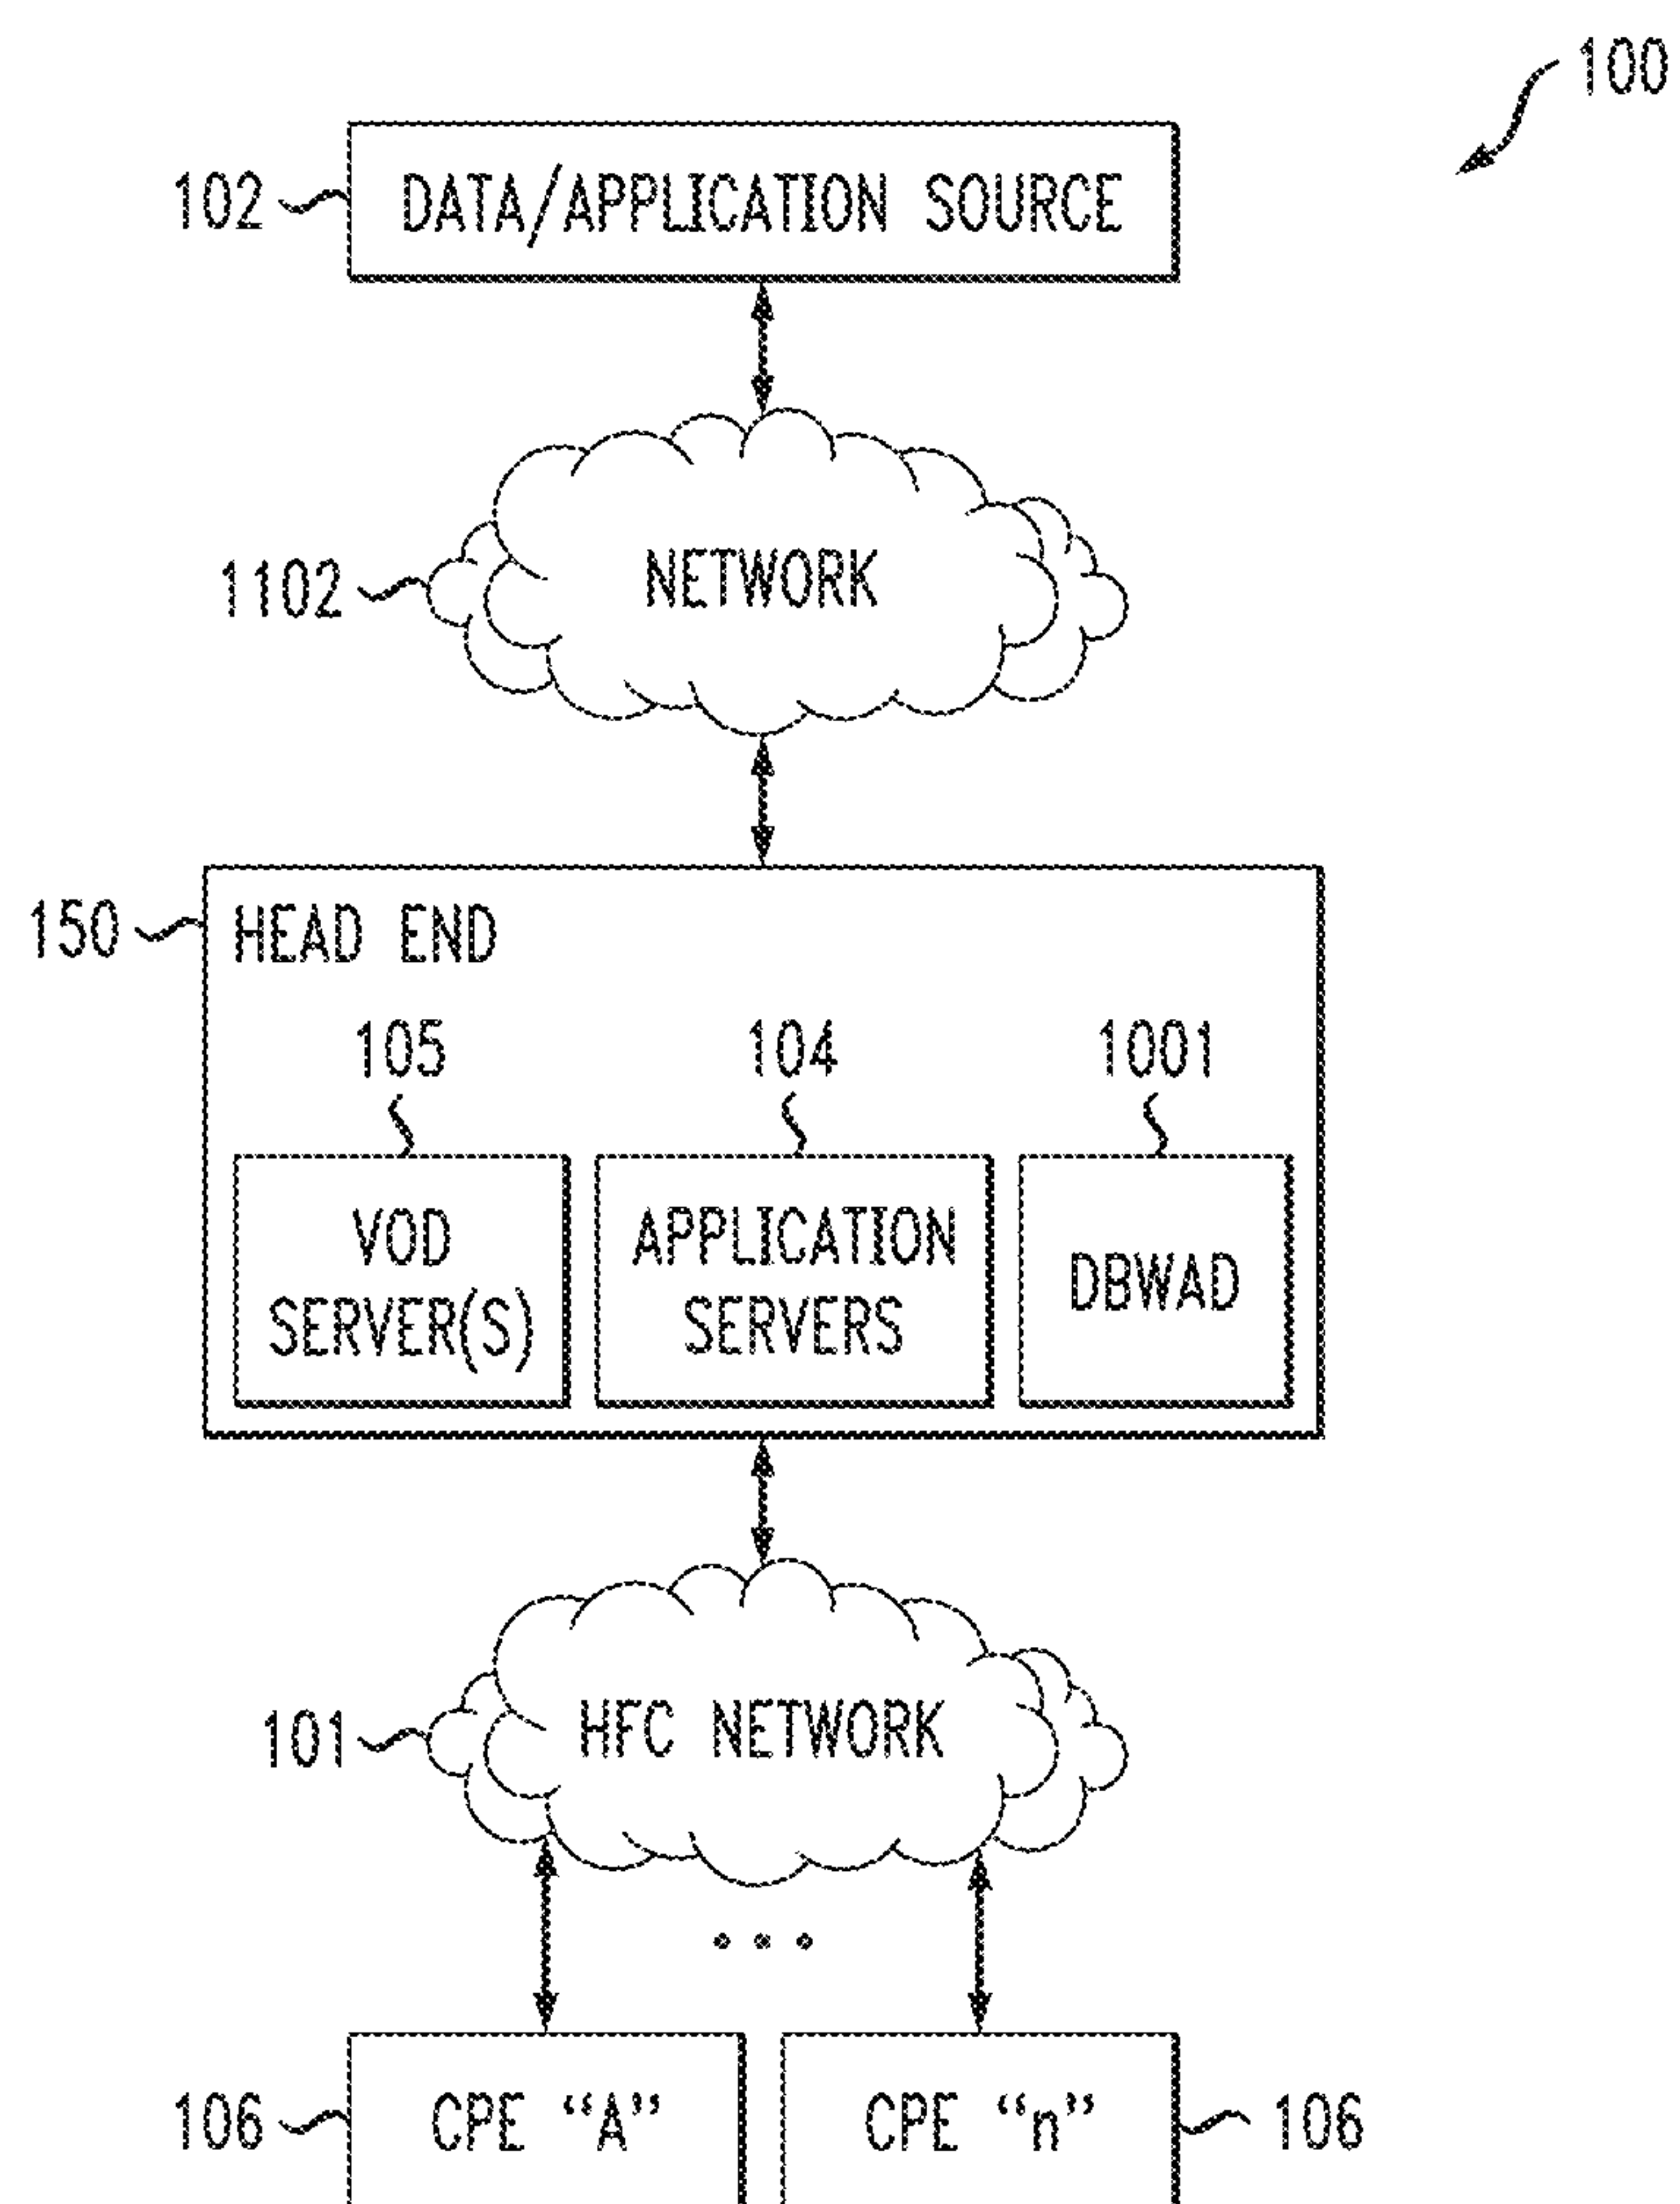 100
102 DATA/APPLICATION SOURCE
1102 NETWORK
150 HEAD END
105 104 1001
VOD SERVER(S)
APPLICATION SERVERS
DBWAD
101 HFC NETWORK
106 CPE “A” CPE “n” 106